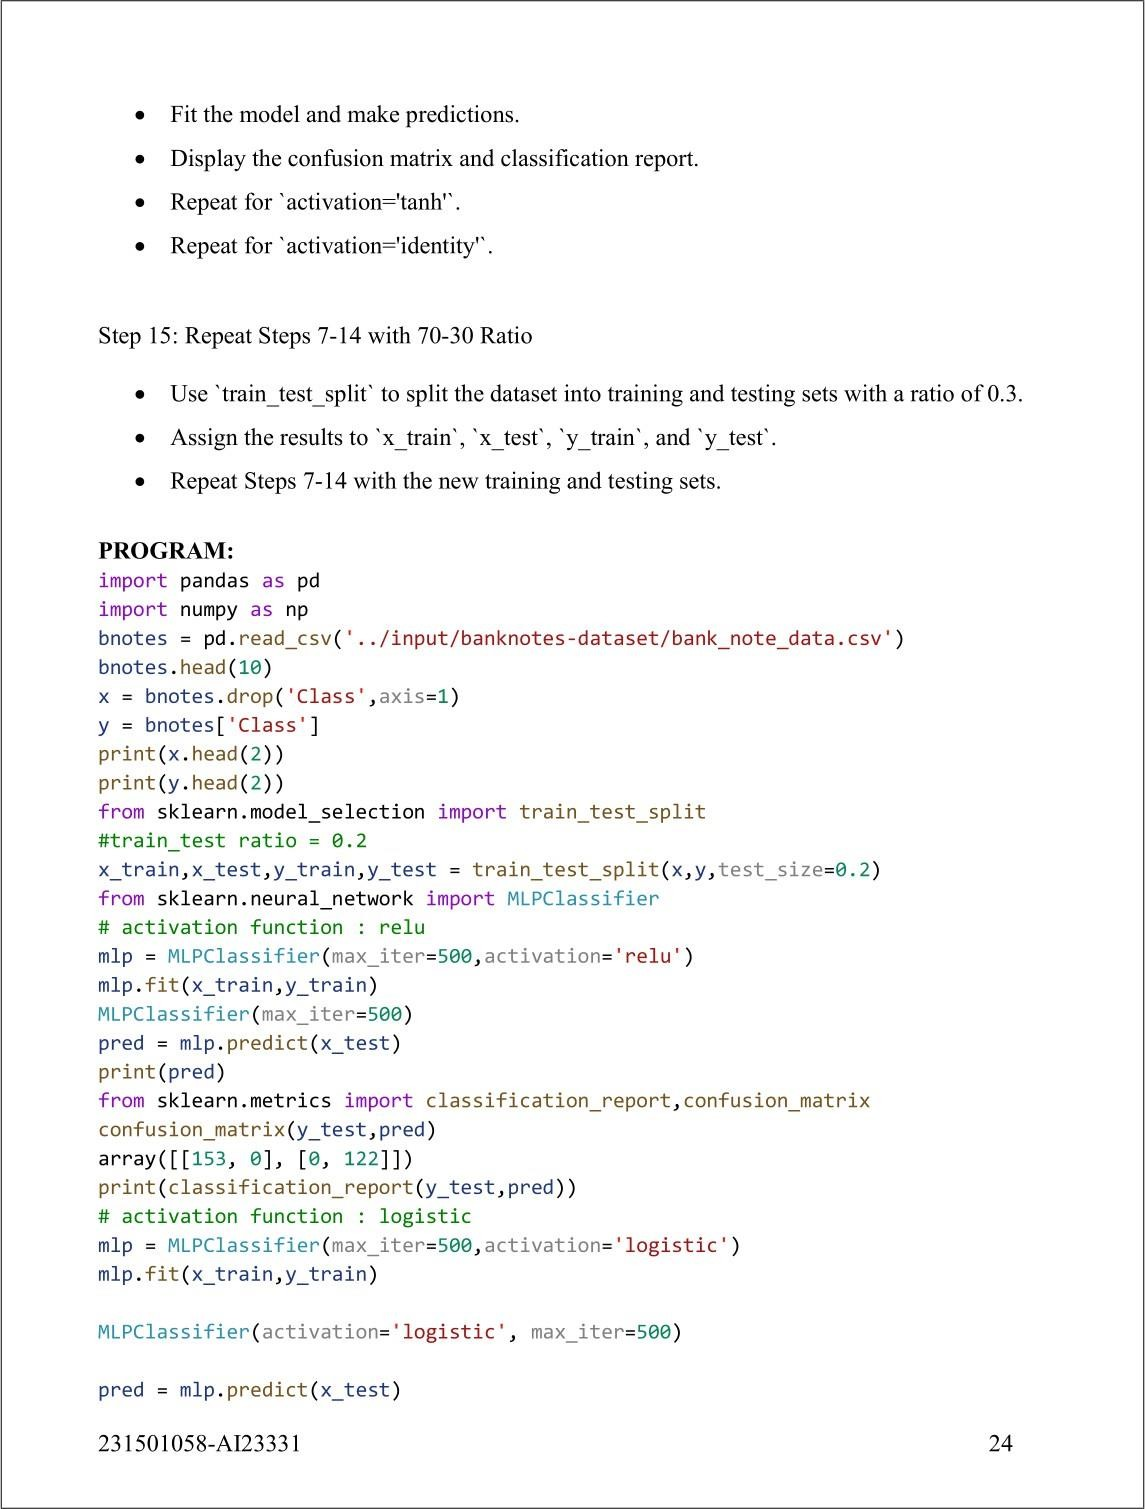 • Fit the model and make predictions.
• Display the confusion matrix and classification report.
• Repeat for `activation='tanh'`.
• Repeat for `activation='identity'`.
Step 15: Repeat Steps 7-14 with 70-30 Ratio
• Use `train_test_split` to split the dataset into training and testing sets with a ratio of 0.3.
• Assign the results to `x_train`, `x_test`, `y_train`, and `y_test`.
• Repeat Steps 7-14 with the new training and testing sets.
PROGRAM:
import pandas as pd
import numpy as np
bnotes = pd.read_csv('../input/banknotes-dataset/bank_note_data.csv')
bnotes.head(10)
x = bnotes.drop('Class',axis=1)
y = bnotes['Class']
print(x.head(2))
print(y.head(2))
from sklearn.model_selection import train_test_split
#train_test ratio = 0.2
x_train,x_test,y_train,y_test = train_test_split(x,y,test_size=0.2)
from sklearn.neural_network import MLPClassifier
# activation function : relu
mlp = MLPClassifier(max_iter=500,activation='relu')
mlp.fit(x_train,y_train)
MLPClassifier(max_iter=500)
pred = mlp.predict(x_test)
print(pred)
from sklearn.metrics import classification_report,confusion_matrix
confusion_matrix(y_test,pred)
array([[153, 0], [0, 122]])
print(classification_report(y_test,pred))
# activation function : logistic
mlp = MLPClassifier(max_iter=500,activation='logistic')
mlp.fit(x_train,y_train)
MLPClassifier(activation='logistic', max_iter=500)
pred = mlp.predict(x_test)
231501058-AI23331 24